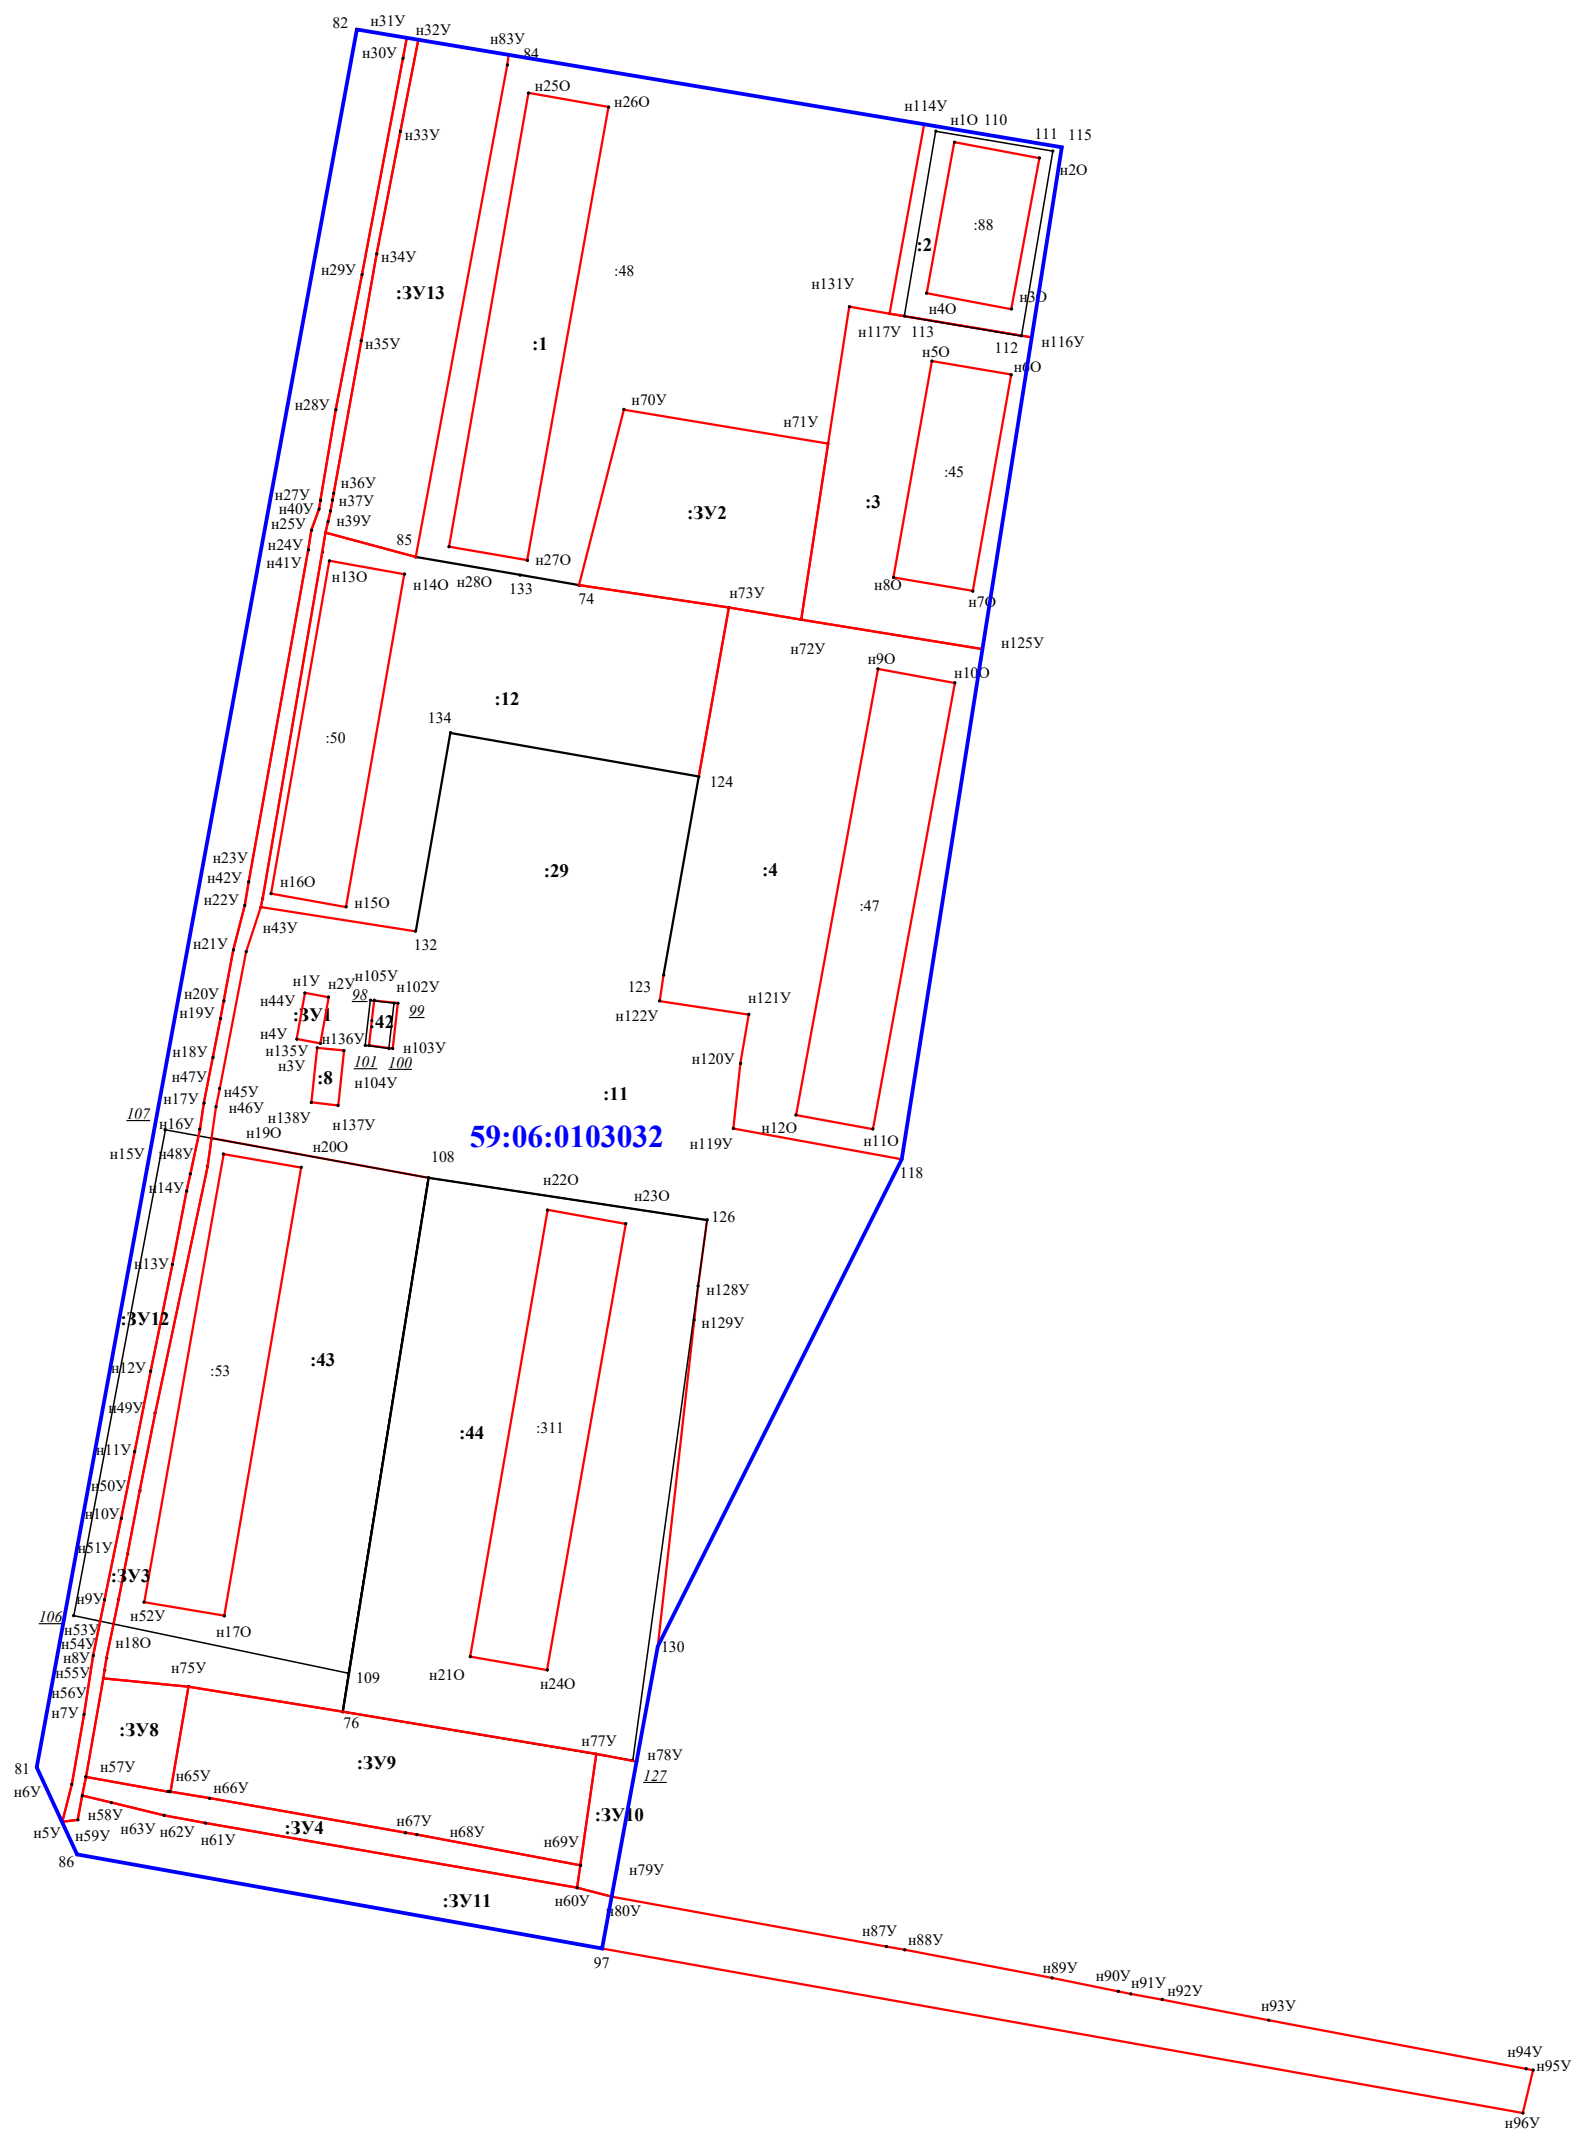 82 н31У н32У н83У 84
н30У
н25О н26О
н114У н1О 110 111 115
н33У
н2О
:88
:2
н34У
н29У
:48
:ЗУ13
н131У
н4О н3О
н117У 113 112 н116У
н35У
:1
н5О н6О
н28У
н70У
н71У
:45
:3
н36У
н27У н37У
н40У
н25У н39У
:ЗУ2
85
н24У
н41У
н13О н14О н28О 133 н27О
74
н8О н7О
н73У
н72У
н125У
н9О н10О
:12
134
:50
124
н23У
н42У
:29
:4
н16О
н22У н15О
:47
н43У
132
н21У
н1У н2У н105У
н44У 98 н102У
н20У 99
н19У :ЗУ1 :42
123
н122У
н121У
н4У н136У
н135У н103У
н18У н3У 101 100
н104У
н120У
н47У :8
н45У
н17У н46У
:11
107
н16У н138У н137У
н12О н11О
н119У
н19О н20О
59:06:0103032
н15У н48У
108
118
н14У
н22О н23О
126
н13У
н128У
:ЗУ12
н129У
н12У :53 :43
н49У
:44 :311
н11У
н50У
н10У
н51У
:ЗУ3
н9У
н52У
106 н17О
н53У
н54У н18О
н8У
н55У н75У
109
130
н21О н24О
н56У
н7У
76
:ЗУ8
:ЗУ9
н77У н78У
81
н57У
127
н6У н65У н66У
н58У
:ЗУ10
н5У н59У н63У н62У н61У
:ЗУ4
н67У н68У н69У
86
н79У
:ЗУ11
н60У н80У
97
н87У н88У
н89У
н90У н91У н92У
н93У
н94У н95У
н96У